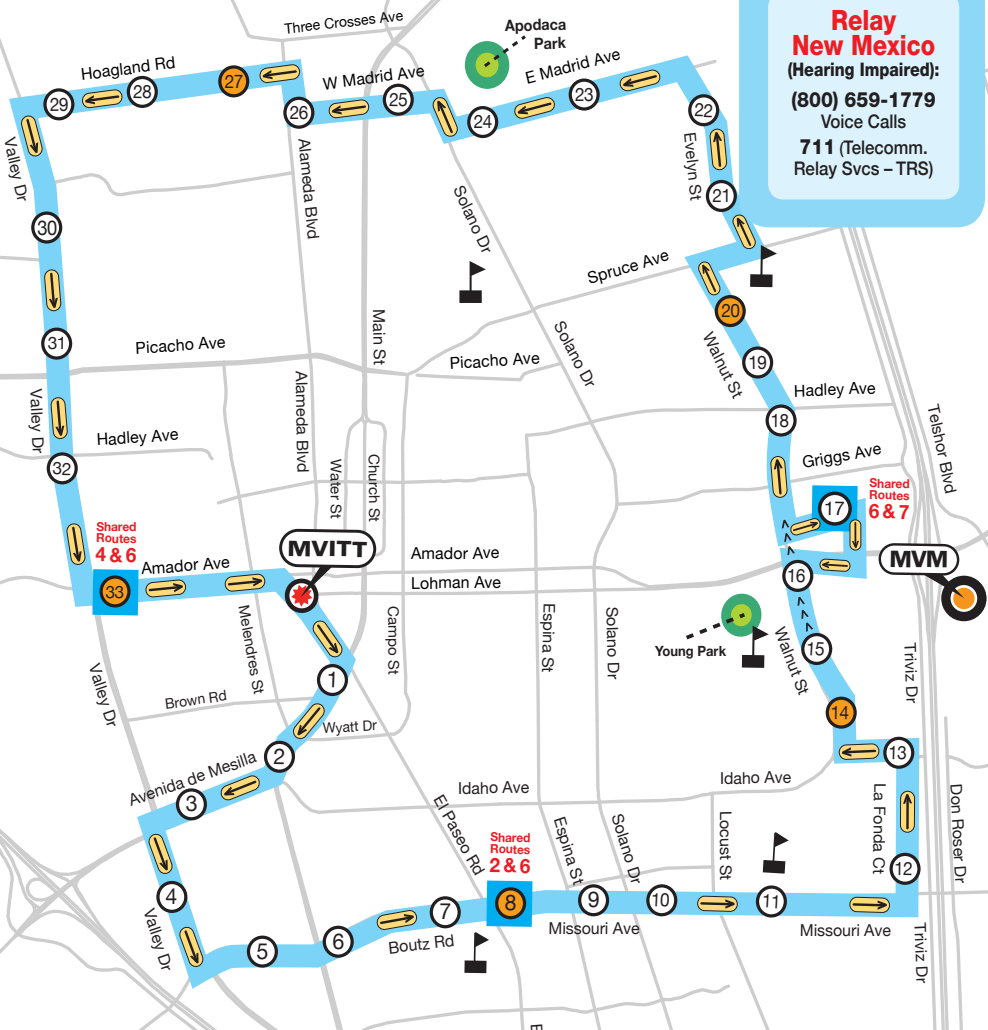 Relay
New Mexico
(Hearing Impaired):
(800) 659-1779
Voice Calls
711 (Telecomm.
Relay Svcs – TRS)
Three Crosses Ave
Apodaca
Park
Hoagland Rd
W Madrid Ave
E Madrid Ave
27
28
29
26
25
24
23
22
Valley Dr
Alameda Blvd
Solano Dr
Evelyn St
21
30
Spruce Ave
20
31
Picacho Ave
Main St
Picacho Ave
Solano Dr
Walnut St
19
Valley Dr
Alameda Blvd
Hadley Ave
18
Hadley Ave
Telshor Blvd
32
Water St
Church St
Griggs Ave
Shared
Routes
6 & 7
17
Shared
Routes
4 & 6
MVITT
Amador Ave
Amador Ave
Lohman Ave
MVM
33
16
Melendres St
Campo St
Espina St
Solano Dr
Young Park
Walnut St
15
Triviz Dr
Valley Dr
1
Brown Rd
Wyatt Dr
14
2
13
Avenida de Mesilla
3
Idaho Ave
Idaho Ave
El Paseo Rd
Espina St
Solano Dr
Locust St
La Fonda Ct
Don Roser Dr
Shared
Routes
2 & 6
12
4
8
9
10
11
7
Valley Dr
5
6
Boutz Rd
Missouri Ave
Missouri Ave
Triviz Dr
E